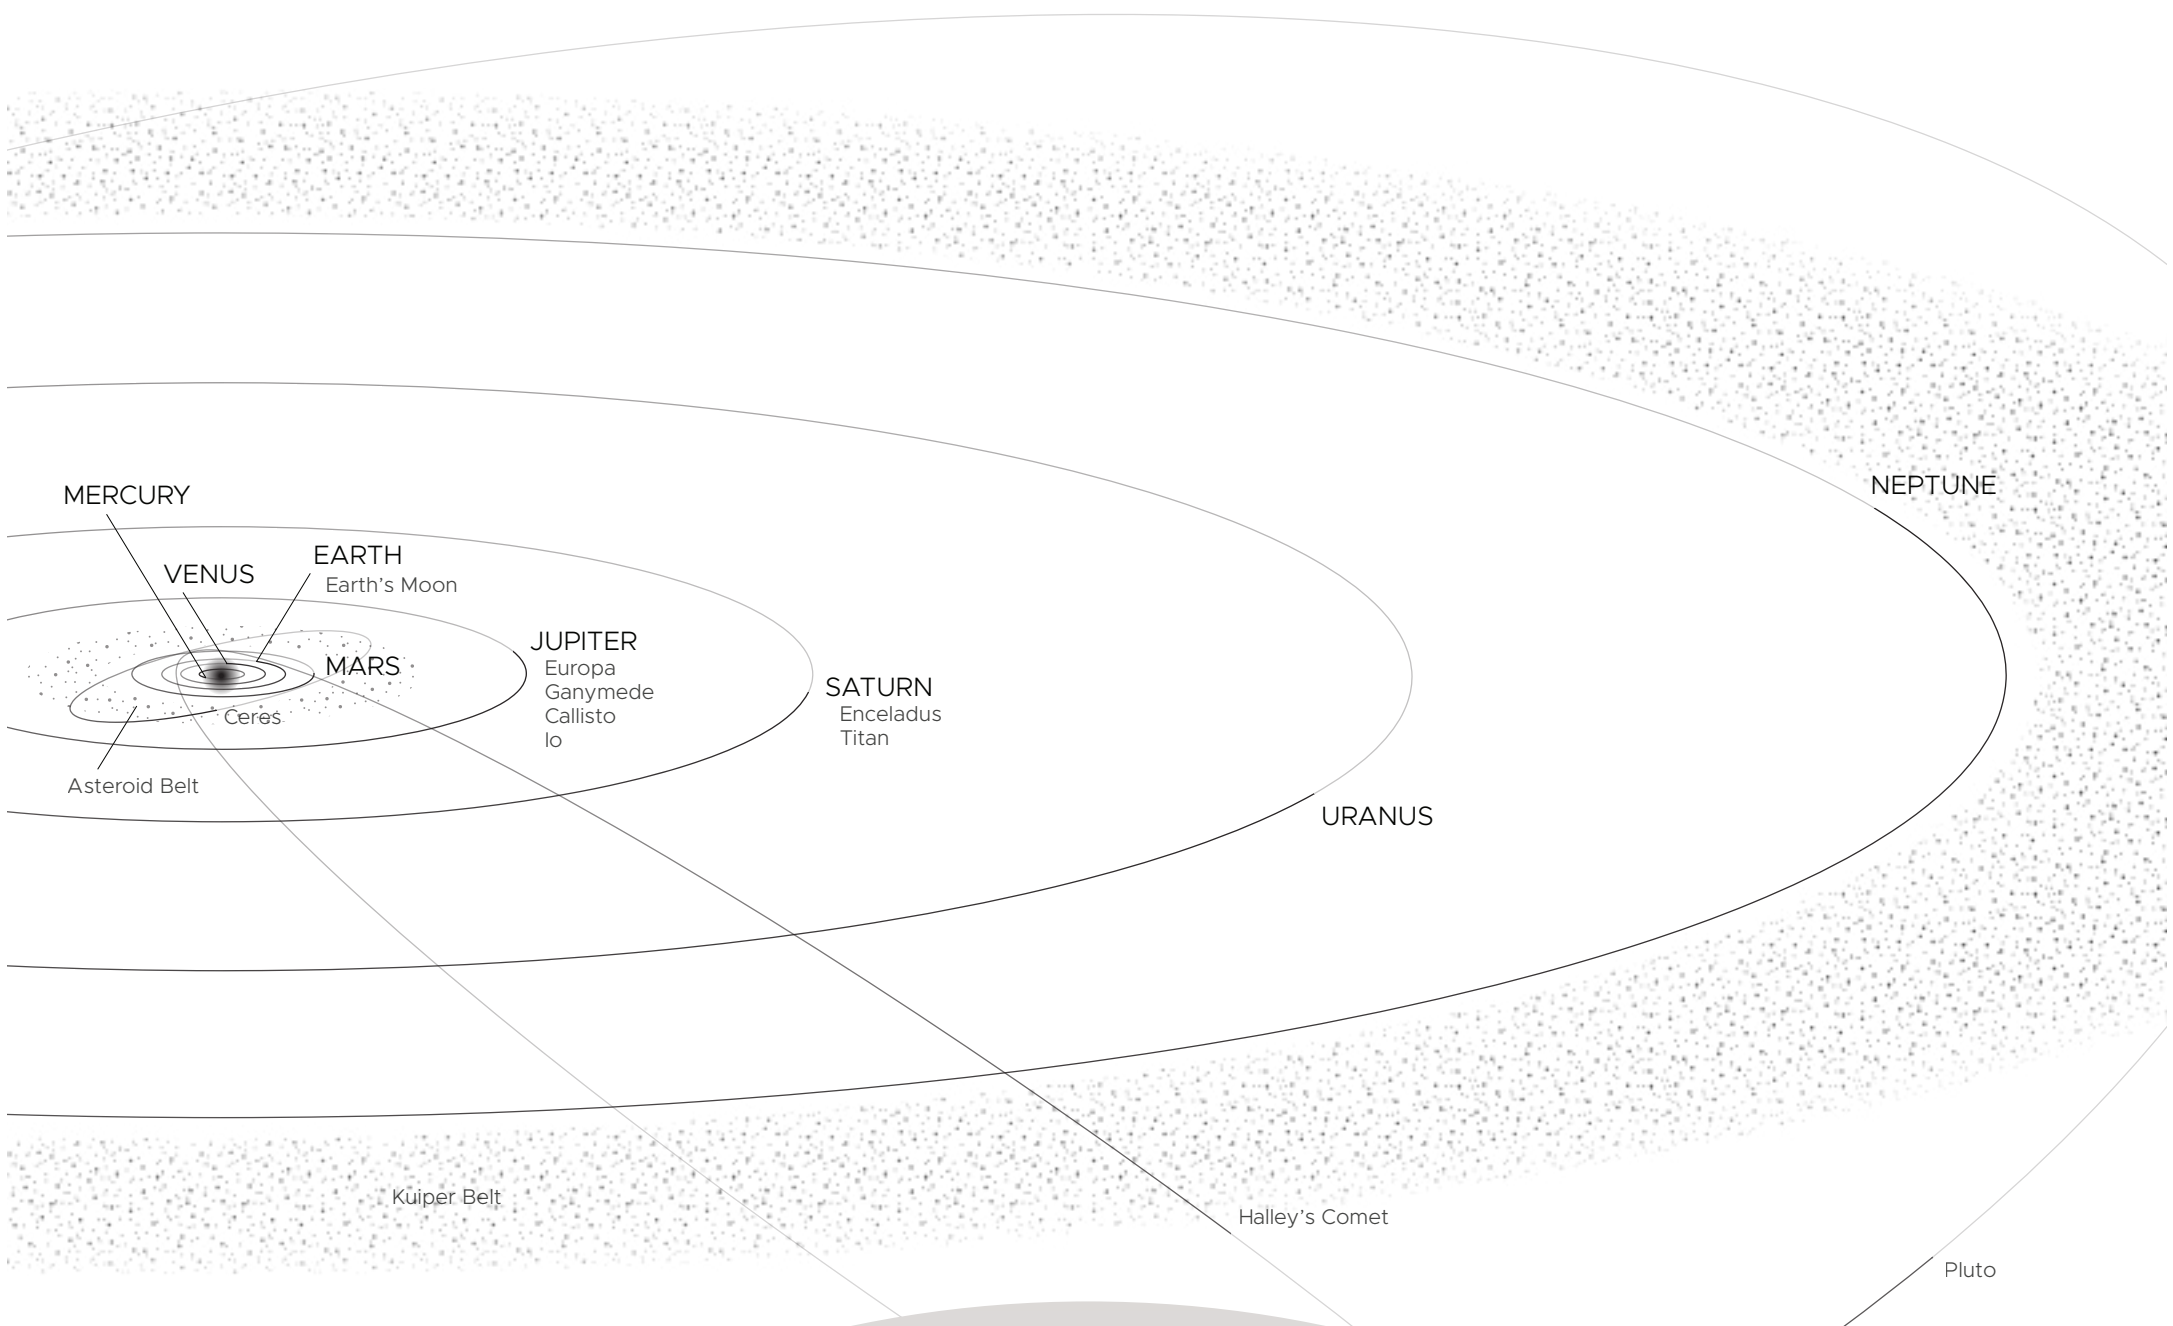 NEPTUNE
MERCURY
EARTH
VENUS
Earth’s Moon
JUPITER
MARS
Europa
Ganymede
Callisto
Io
SATURN
Enceladus
Titan
Ceres
Asteroid Belt
URANUS
Kuiper Belt
Halley’s Comet
Pluto